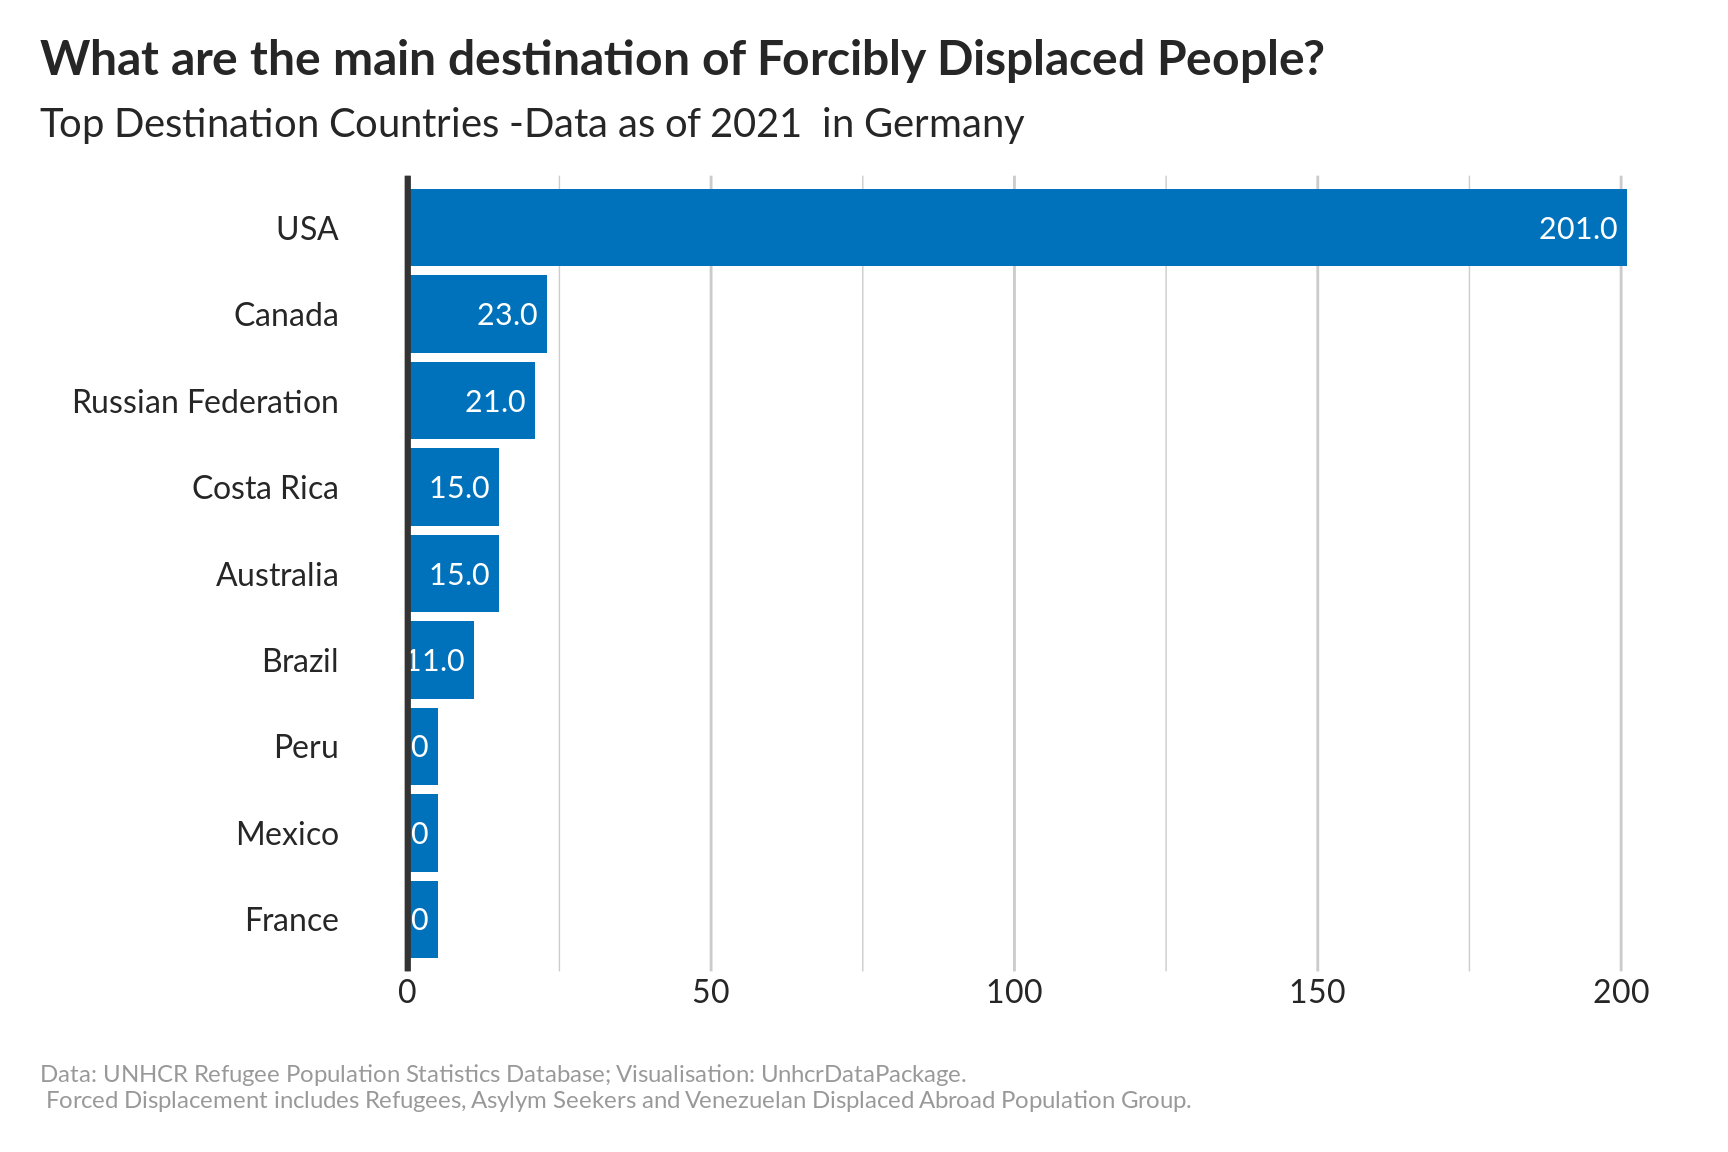 What are the main destination of Forcibly Displaced People?
Top Destination Countries -Data as of 2021 in Germany
USA 201.0
Canada 23.0
Russian Federation 21.0
Costa Rica 15.0
Australia 15.0
Brazil 11.0
Peru 0
Mexico 0
France 0
0 50 100 150 200
Data: UNHCR Refugee Population Statistics Database; Visualisation: UnhcrDataPackage.
Forced Displacement includes Refugees, Asylym Seekers and Venezuelan Displaced Abroad Population Group.